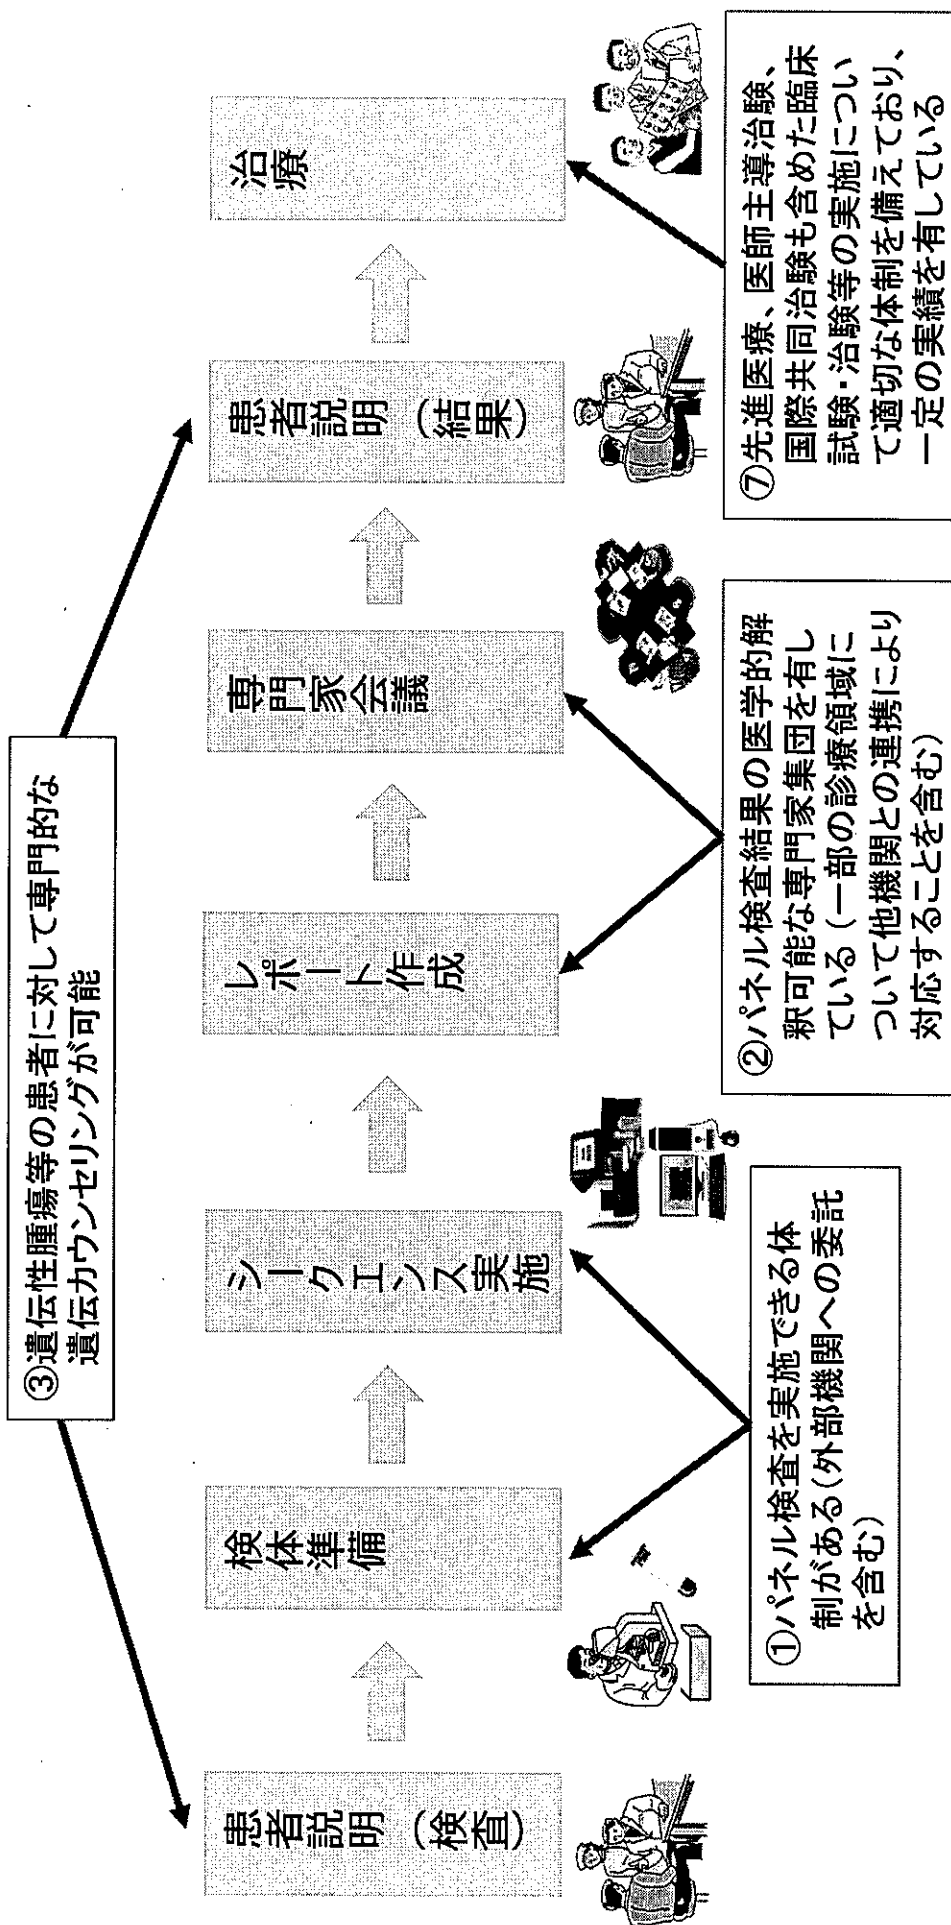 ③遺伝性腫瘍等の患者に対して専門的な
遺伝カウンセリングが可能
患者説明
（検査）
検体準備
シークエンス実施
レポート作成
専門家会議
患者説明
（結果）
治療
①パネル検査を実施できる体
制がある（外部機関への委託
を含む）
②パネル検査結果の医学的解
釈可能な専門家集団を有し
ている（一部の診療領域に
ついて他機関との連携により
対応することを含む）
⑦先進医療、医師主導治験、
国際共同治験も含めた臨床
試験・治験等の実施につい
て適切な体制を備えており、
一定の実績を有している